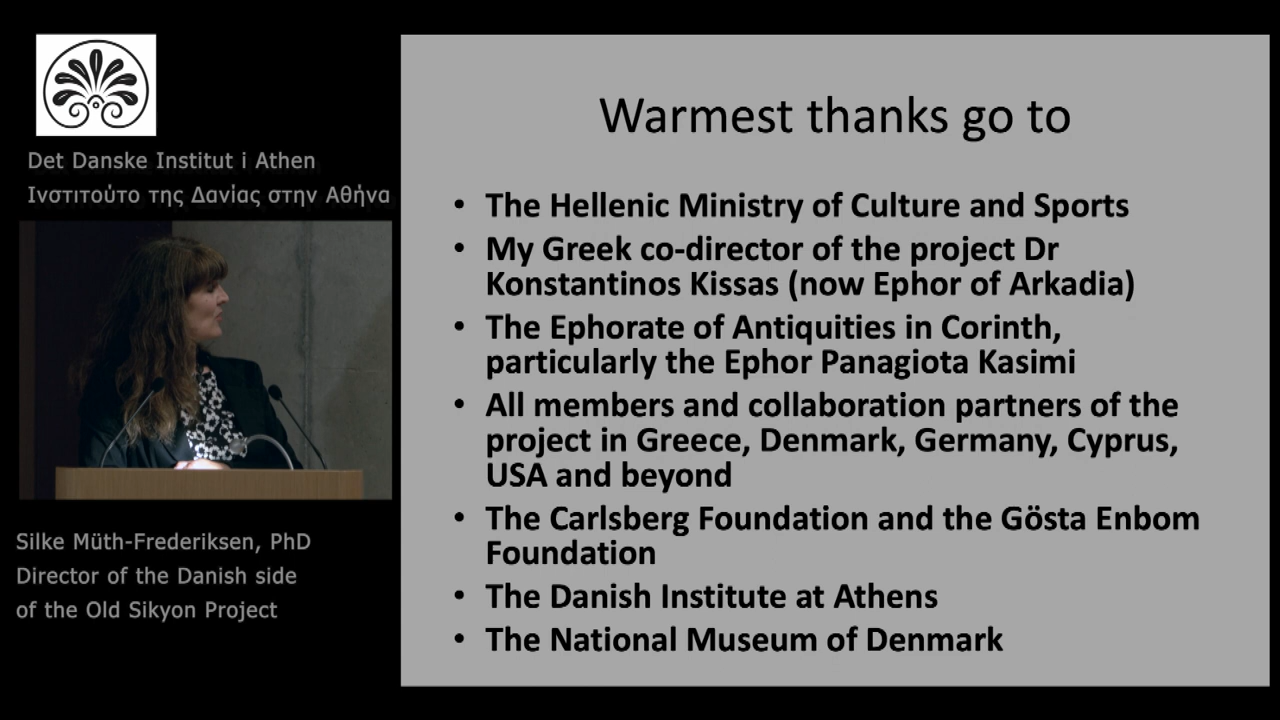 Det Danske Institut i Athen
Ινστιτούτο της Δανίας στην Αθήνα
Silke Müth-Frederiksen, PhD
Director of the Danish side
of the Old Sikyon Project
Warmest thanks go to
• The Hellenic Ministry of Culture and Sports
• My Greek co-director of the project Dr
Konstantinos Kissas (now Ephor of Arkadia)
• The Ephorate of Antiquities in Corinth,
particularly the Ephor Panagiota Kasimi
• All members and collaboration partners of the
project in Greece, Denmark, Germany, Cyprus,
USA and beyond
• The Carlsberg Foundation and the Gösta Enbom
Foundation
• The Danish Institute at Athens
• The National Museum of Denmark